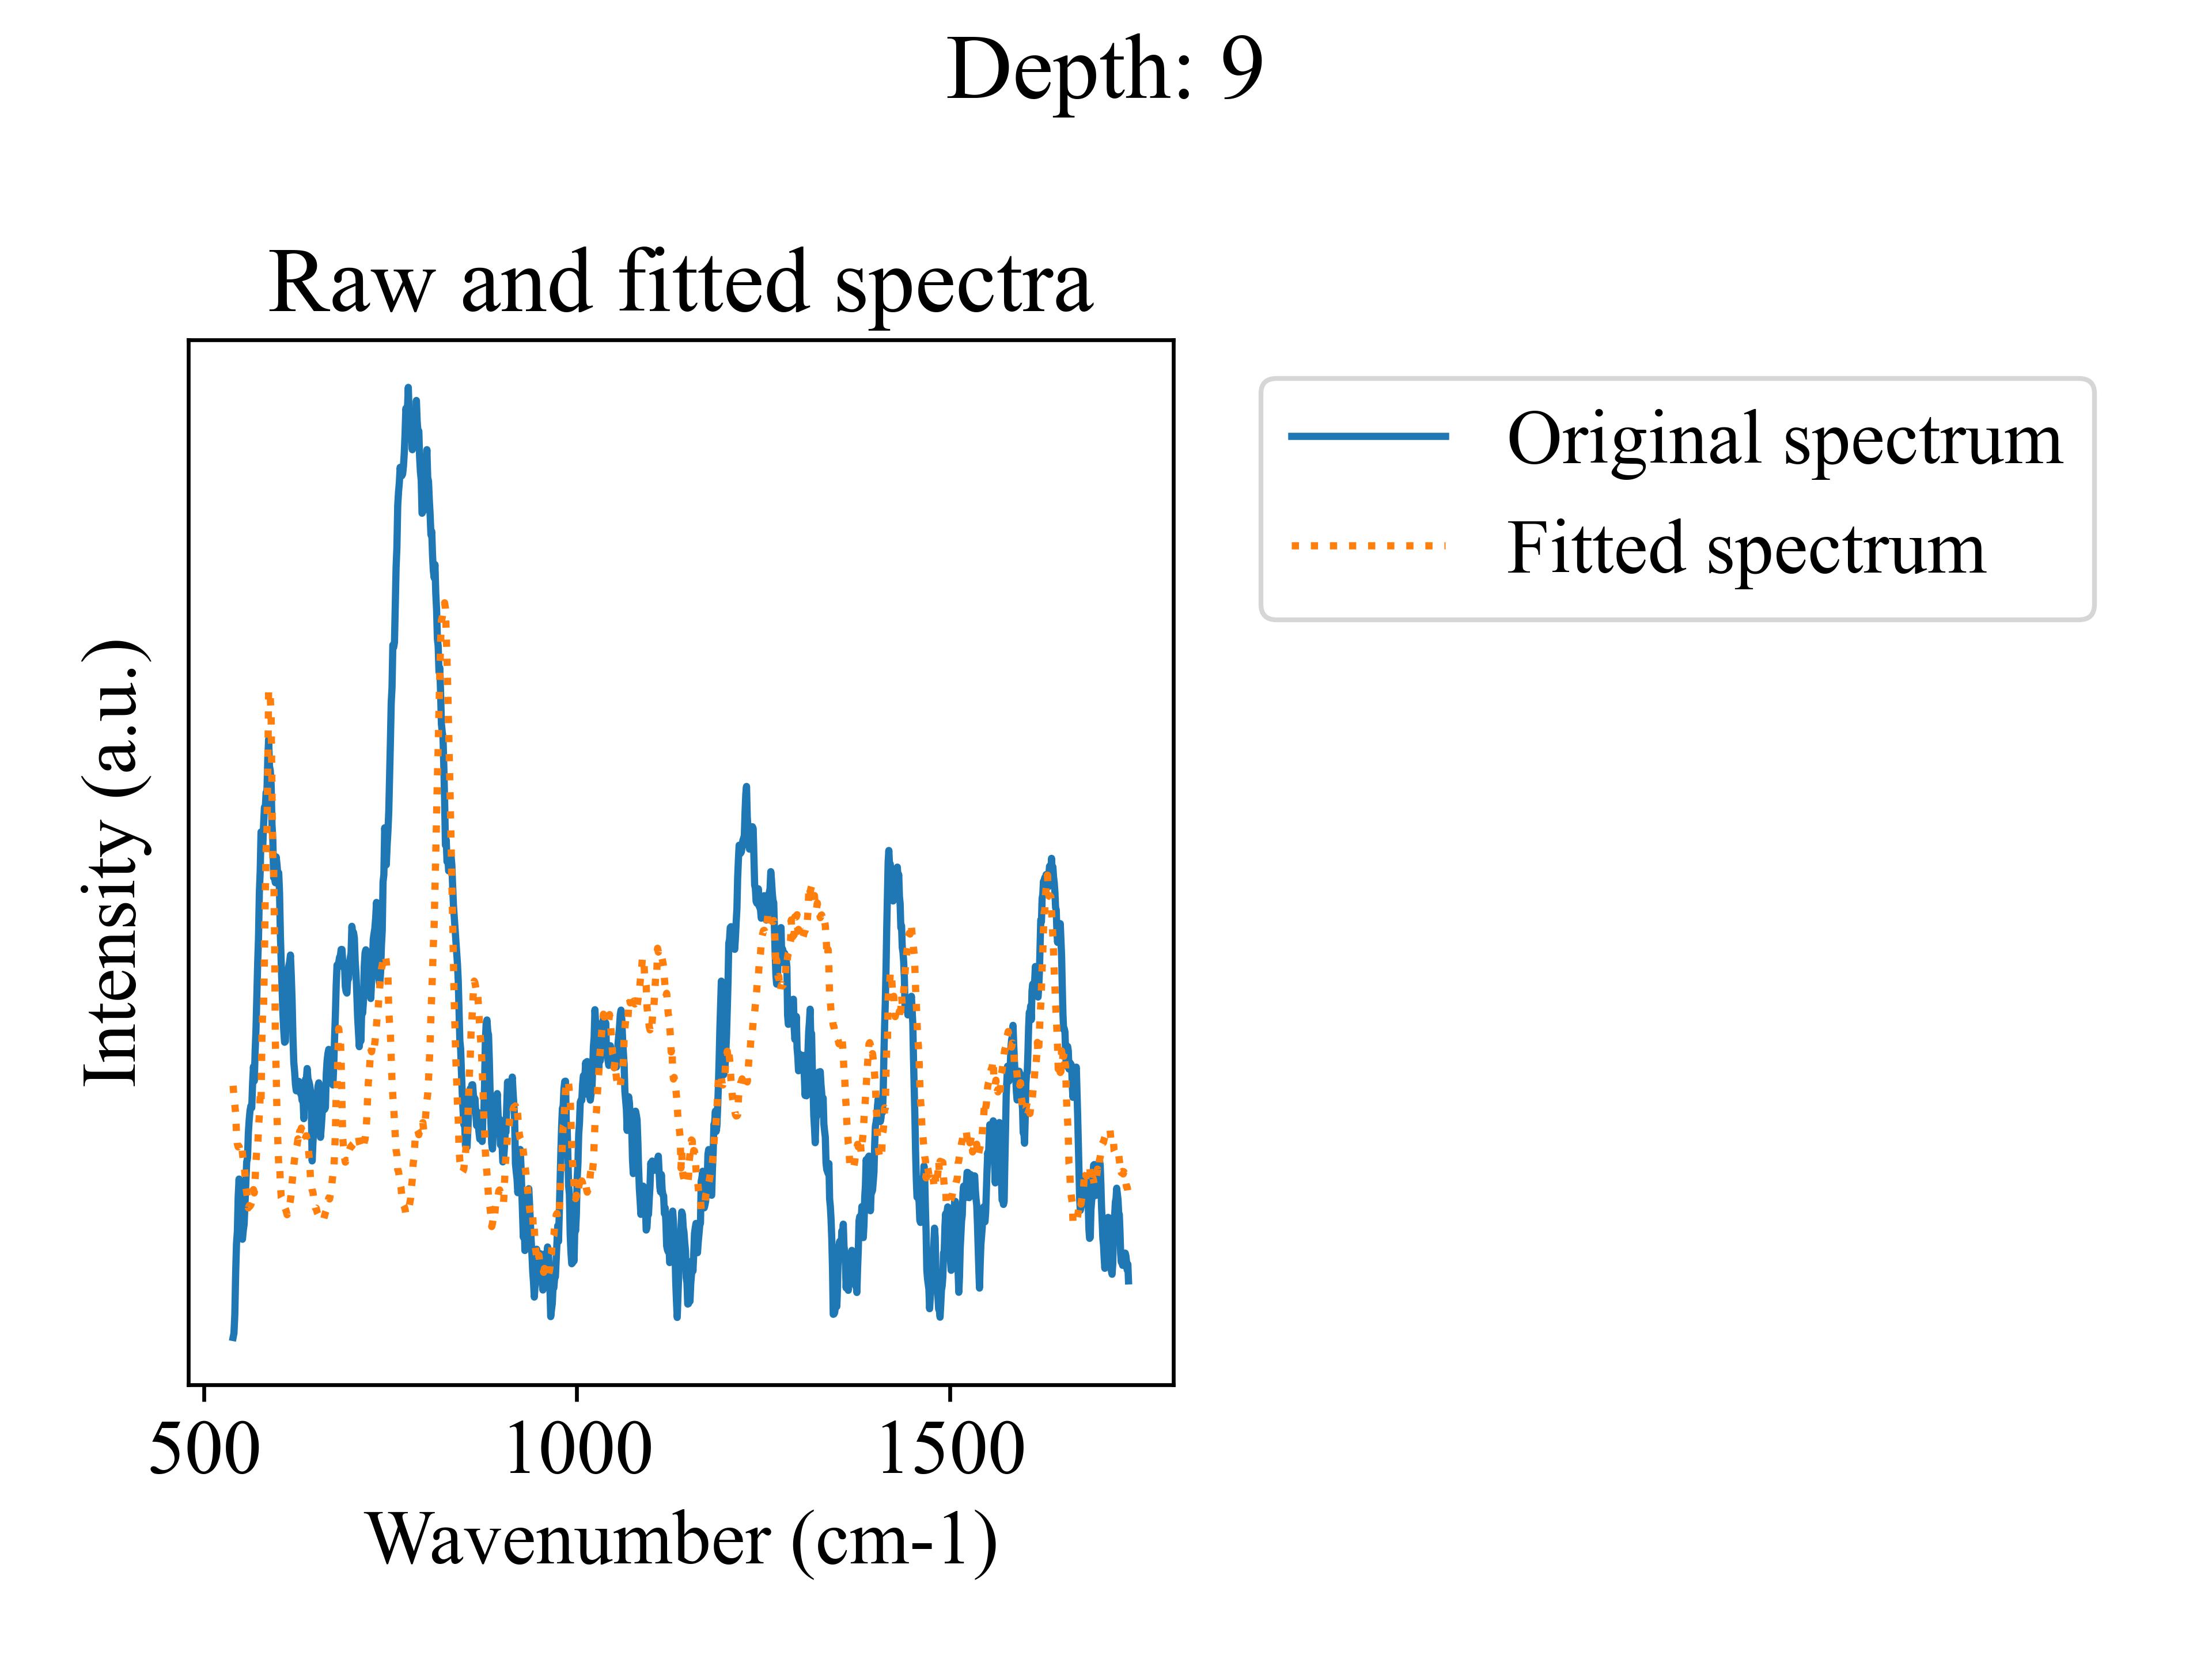 Depth: 9
Raw and fitted spectra
Original spectrum
Fitted spectrum
Intensity (a.u.)
500 1000 1500
Wavenumber (cm-1)